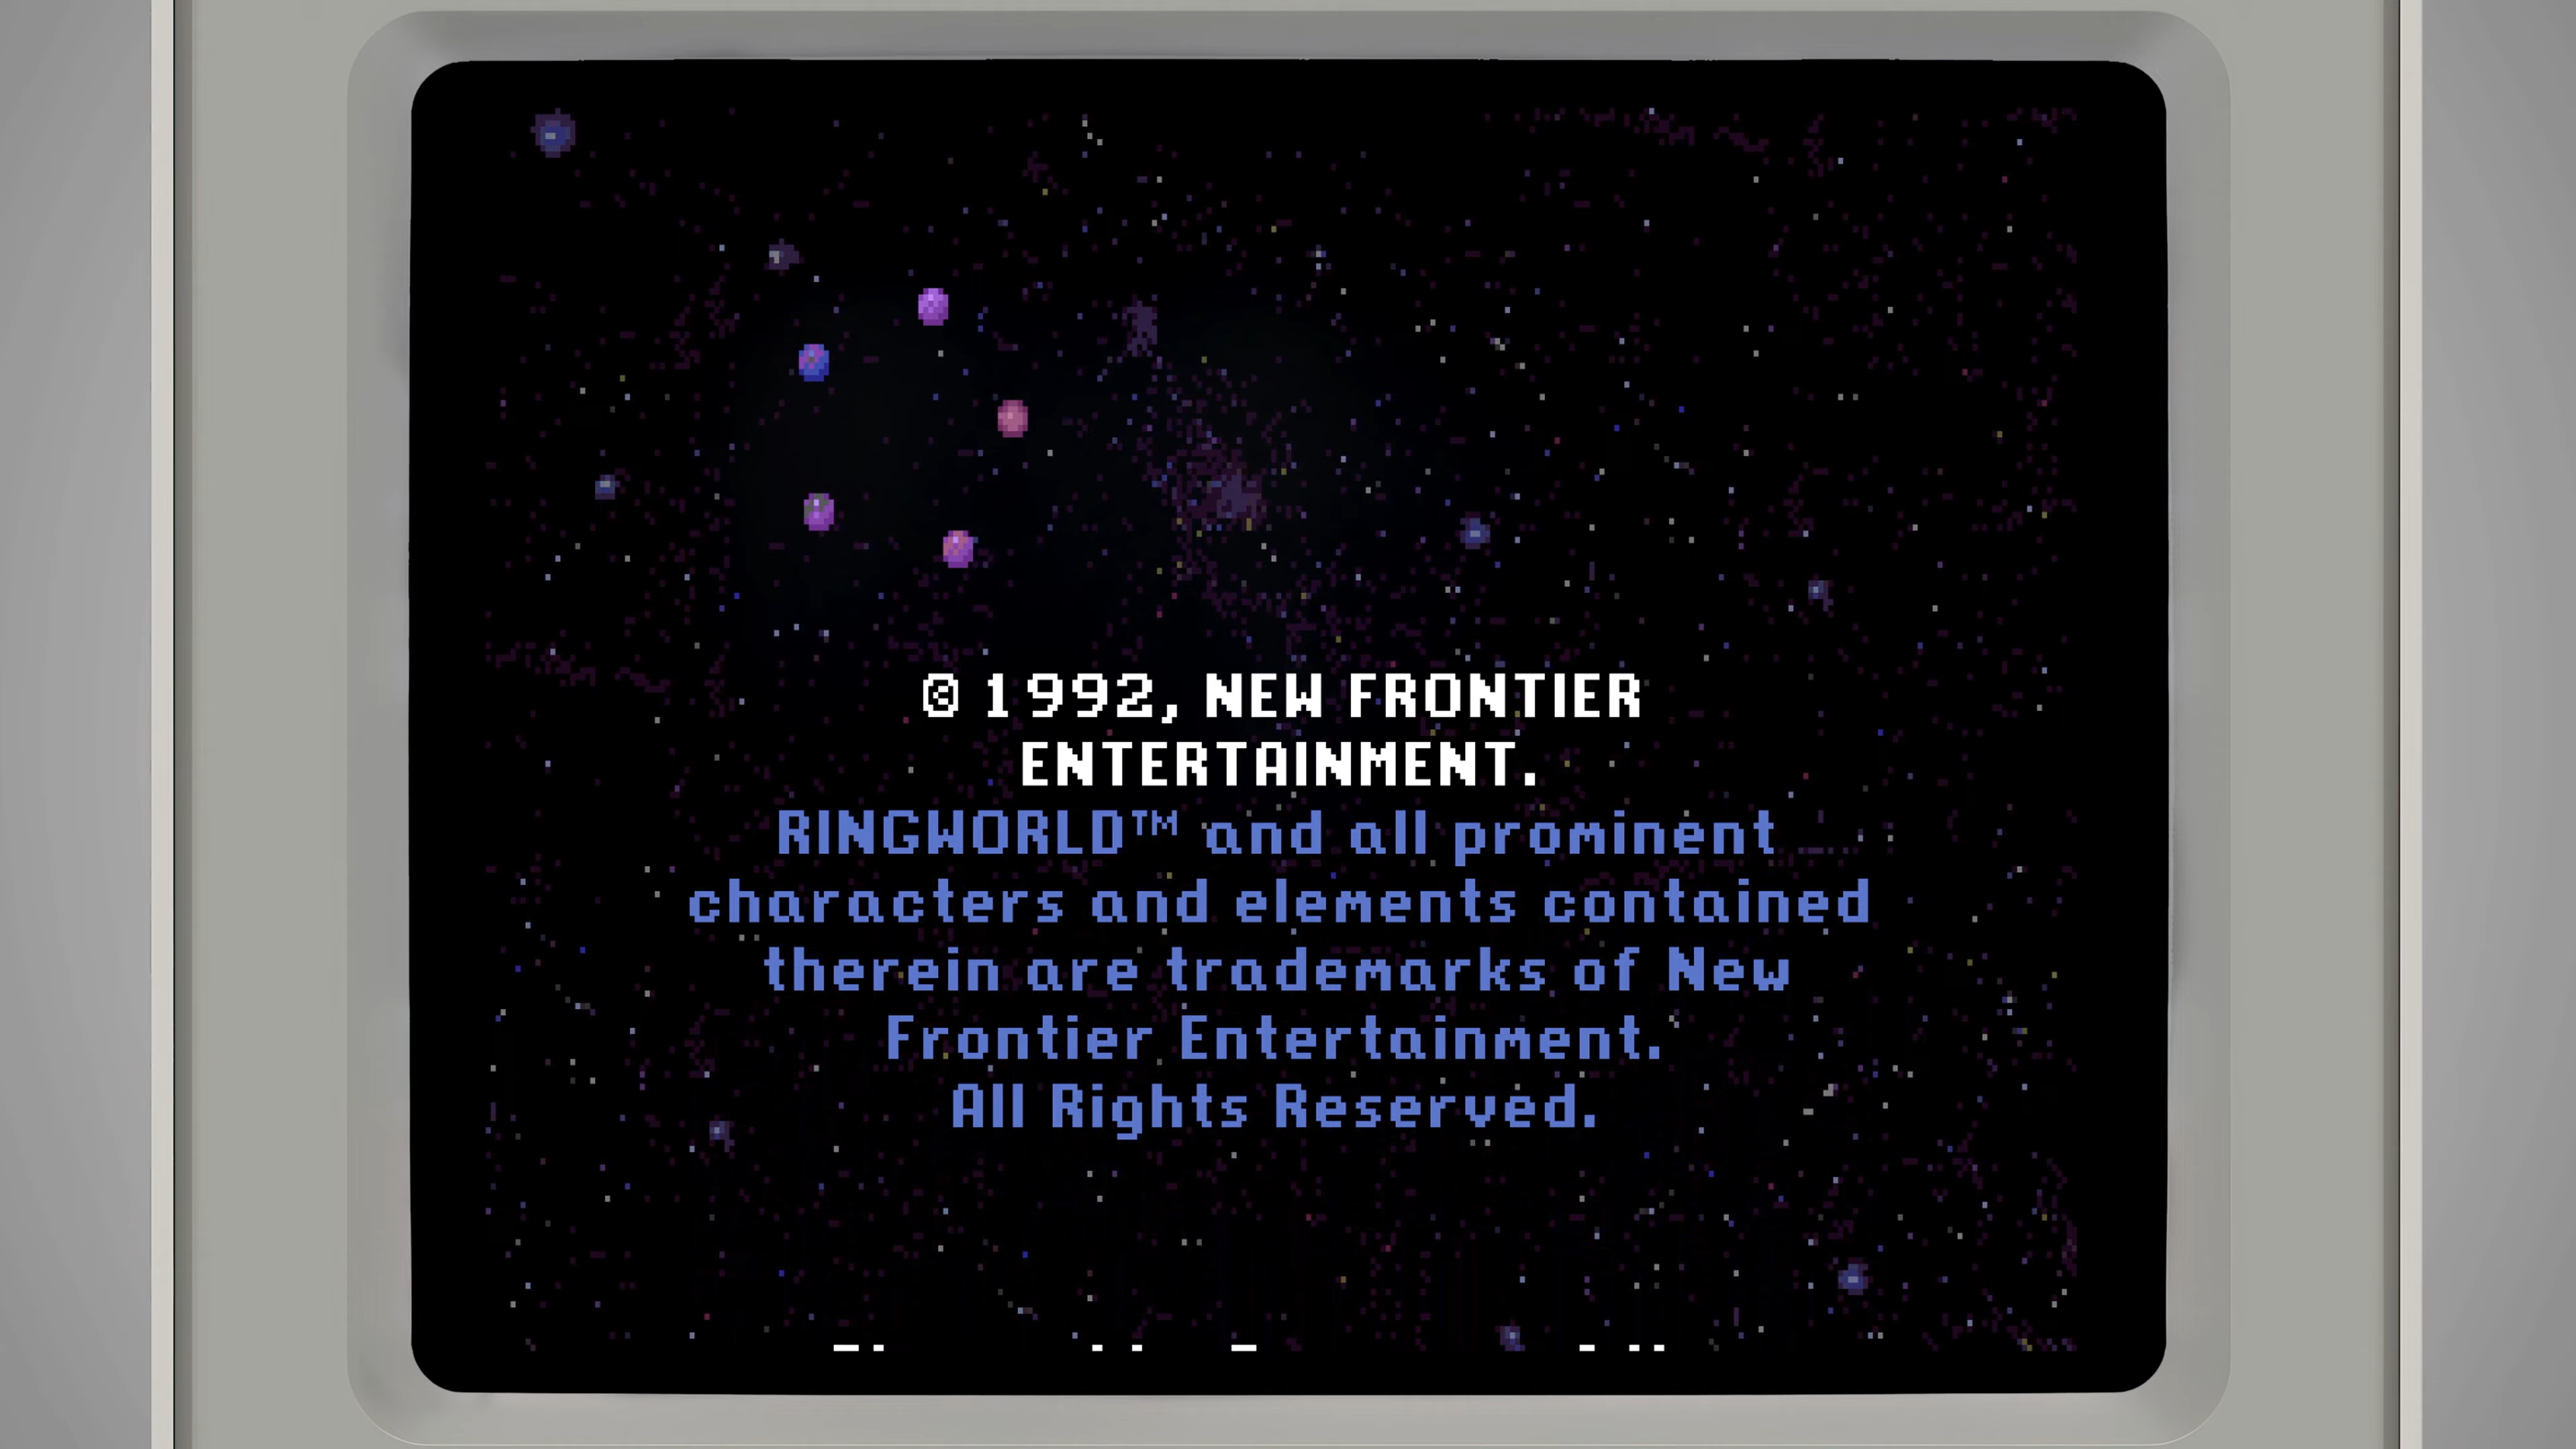 © 1992, NEW FRONTIER
ENTERTAINMENT.
RINGWORLD™ and all prominent
characters and elements contained
therein are trademarks of New
Frontier Entertainment.
All Rights Reserved.